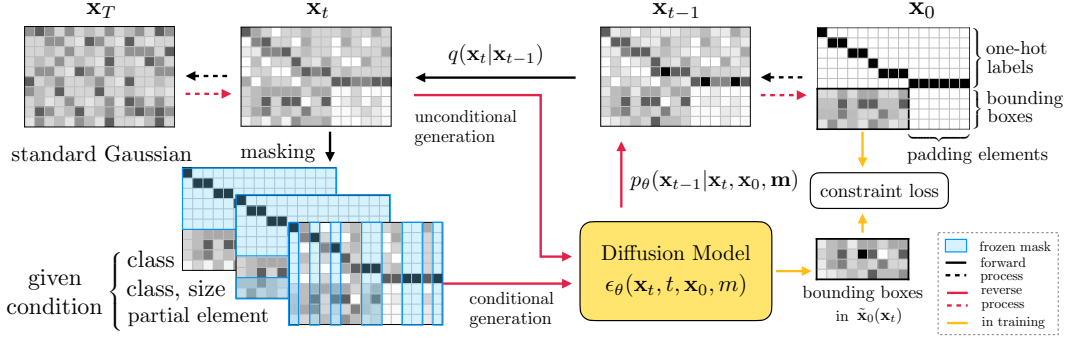 x_T
x_t
x_{t−1}
x_0
q(x_t|x_{t−1})
one-hot
labels
bounding
boxes
padding elements
unconditional
generation
standard Gaussian
masking
p_θ(x_{t−1}|x_t, x_0, m)
constraint loss
Diffusion Model
ϵ_θ(x_t, t, x_0, m)
bounding boxes
in x̃_0(x_t)
given
condition
class
class, size
partial element
conditional
generation
frozen mask
forward
process
reverse
process
in training